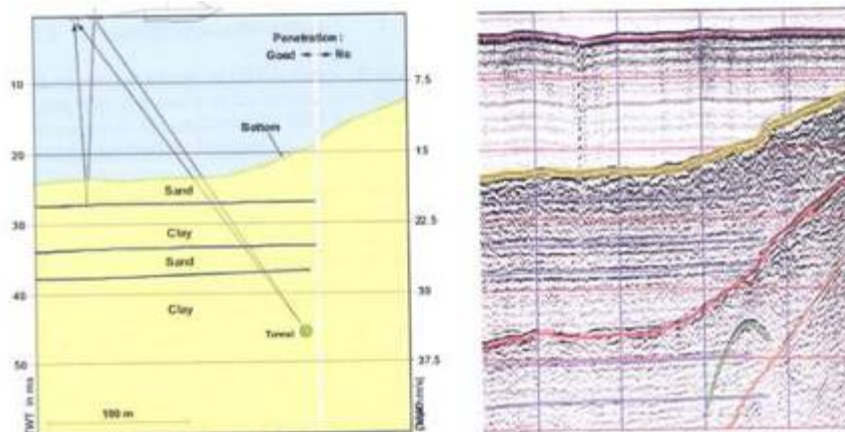 Penetration :
Good No
10
7.5
Bottom
20
15
Sand
22.5
30
Clay
Sand
30
40
Clay
Tunnel
50
37.5
TWT in ms
100 m